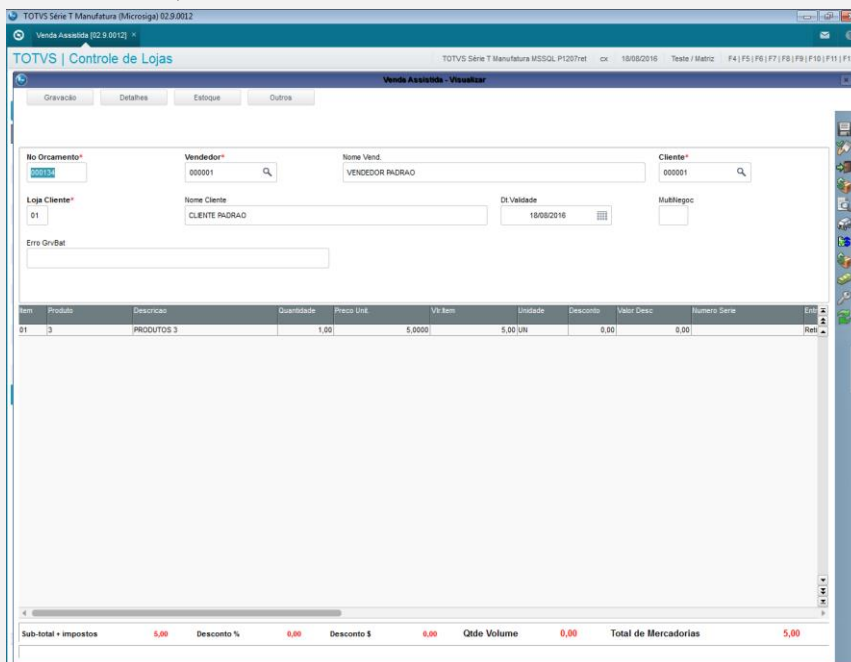 TOTVS Série T Manufatura (Microsiga) 02.9.0012
Venda Assistida [02.9.0012] ×
TOTVS | Controle de Lojas TOTVS Série T Manufatura MSSQL P1207ret cx 18/08/2016 Teste / Matriz F4 | F5 | F6 | F7 | F8 | F9 | F10 | F11 | F1
Venda Assistida - Visualizar
Gravacão Detalhes Estoque Outros
No Orcamento* Vendedor* Nome Vend. Cliente*
000134 000001 VENDEDOR PADRAO 000001
Loja Cliente* Nome Cliente Dt.Validade MultiNegoc
01 CLIENTE PADRAO 18/08/2016
Erro GrvBat
Item Produto Descricao Quantidade Preco Unit. Vlr.Item Unidade Desconto Valor Desc Numero Serie Entr
01 3 PRODUTOS 3 1,00 5,0000 5,00 UN 0,00 0,00 Reti
Sub-total + impostos 5,00 Desconto % 0,00 Desconto $ 0,00 Qtde Volume 0,00 Total de Mercadorias 5,00